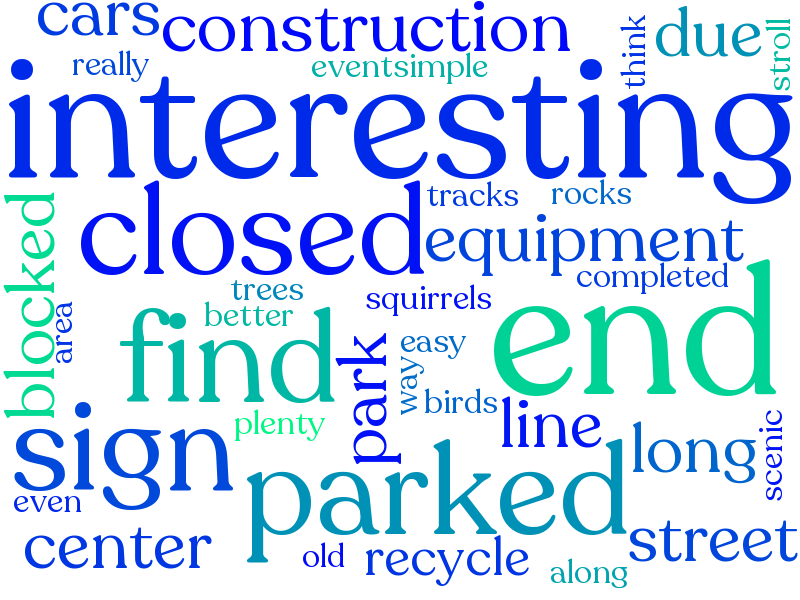 cars
construction
think
due
stroll
really
eventsimple
interesting
blocked
closed
tracks
rocks
equipment
completed
area
trees
squirrels
better
find
end
park
easy
way
birds
plenty
line
sign
parked
long
scenic
even
center
old
recycle
street
along